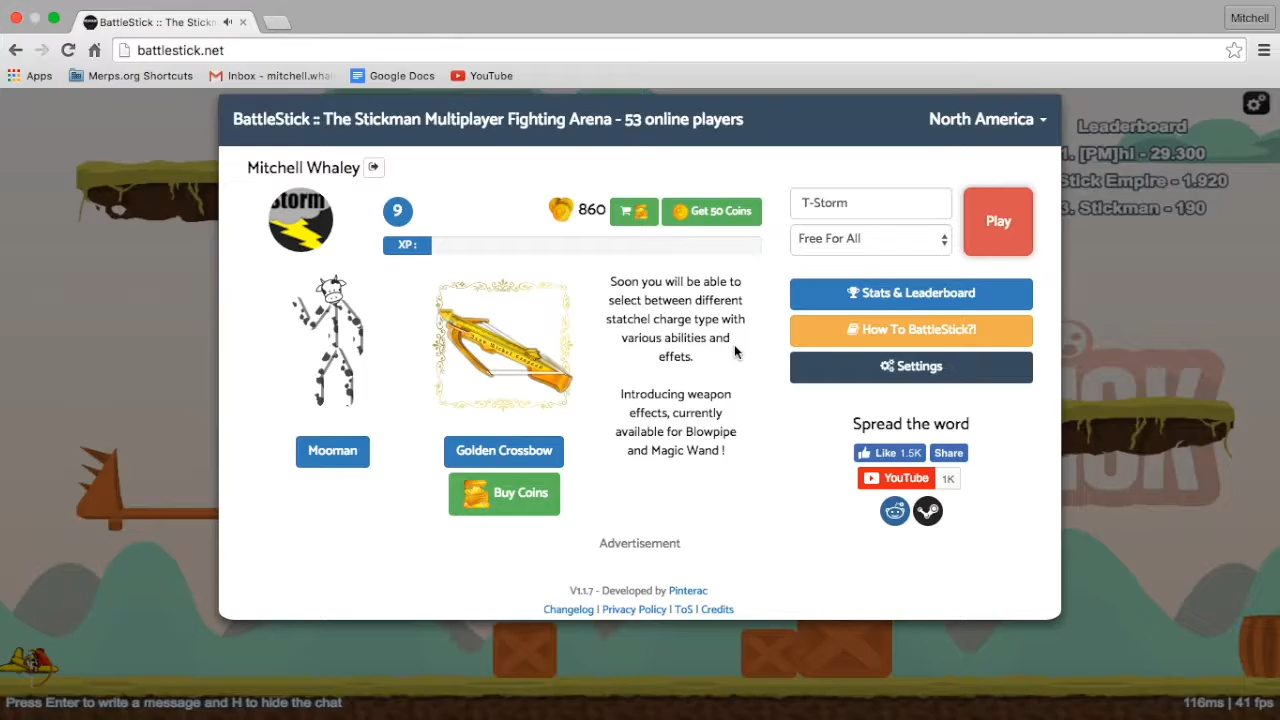 BattleStick :: The Stickn
Mitchell
battlestick.net
Apps
Merps.org Shortcuts
Inbox - mitchell.wha
Google Docs
YouTube
BattleStick :: The Stickman Multiplayer Fighting Arena - 53 online players
North America
Leaderboard
1. [PM]hi - 29.300
Stick Empire - 1.920
3. Stickman - 190
Mitchell Whaley
Storm
9
860
Get 50 Coins
XP :
T-Storm
Free For All
Play
Soon you will be able to
select between different
statchel charge type with
various abilities and
effets.
Introducing weapon
effects, currently
available for Blowpipe
and Magic Wand !
Stats & Leaderboard
How To BattleStick?!
Settings
Mooman
Golden Crossbow
Buy Coins
Spread the word
Like 1.5K
Share
YouTube
1K
Advertisement
V1.1.7 - Developed by Pinterac
Changelog | Privacy Policy | ToS | Credits
Press Enter to write a message and H to hide the chat
116ms | 41 fps